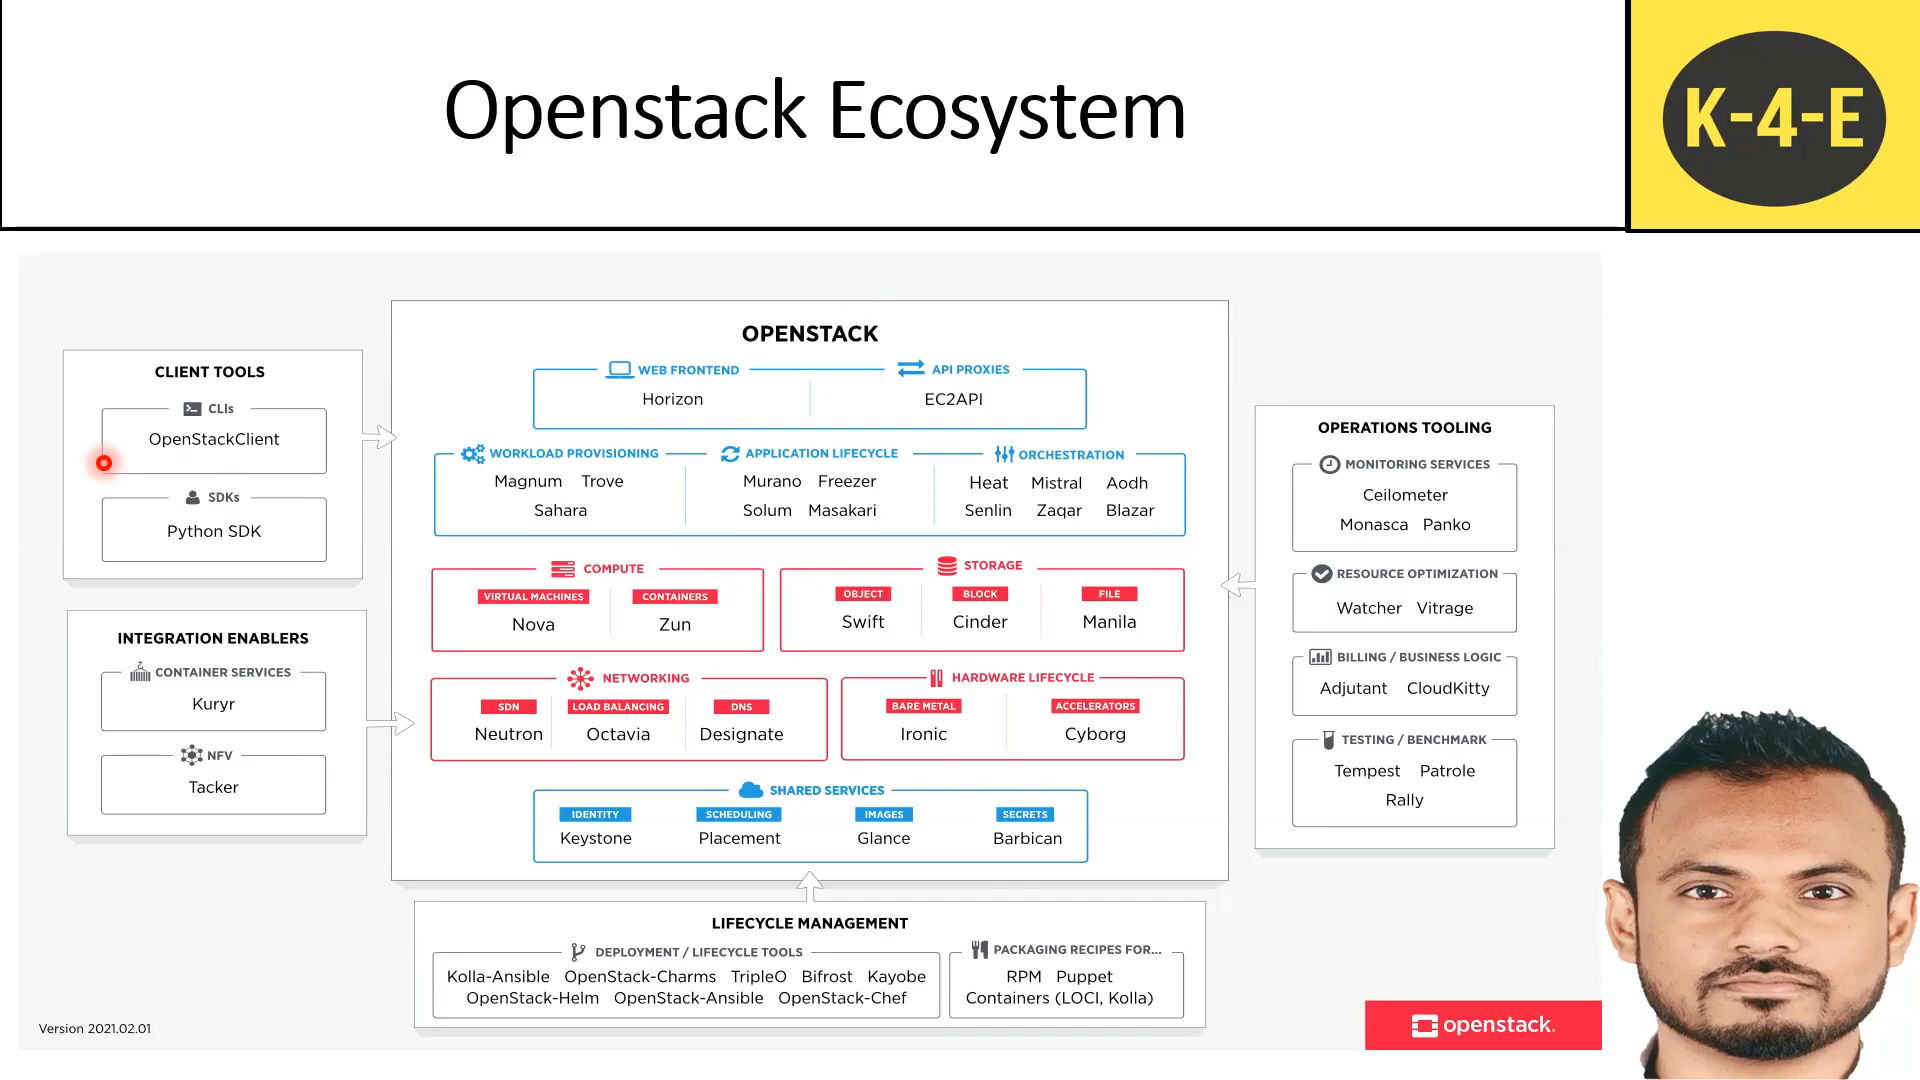 Openstack Ecosystem
K-4-E
OPENSTACK
WEB FRONTEND
API PROXIES
Horizon
EC2API
WORKLOAD PROVISIONING
APPLICATION LIFECYCLE
ORCHESTRATION
Magnum Trove
Sahara
Murano Freezer
Solum Masakari
Heat Mistral Aodh
Senlin Zaqar Blazar
COMPUTE
VIRTUAL MACHINES
CONTAINERS
Nova
Zun
STORAGE
OBJECT
BLOCK
FILE
Swift
Cinder
Manila
NETWORKING
SDN
LOAD BALANCING
DNS
Neutron
Octavia
Designate
HARDWARE LIFECYCLE
BARE METAL
ACCELERATORS
Ironic
Cyborg
SHARED SERVICES
IDENTITY
SCHEDULING
IMAGES
SECRETS
Keystone
Placement
Glance
Barbican
CLIENT TOOLS
CLIs
OpenStackClient
SDKs
Python SDK
INTEGRATION ENABLERS
CONTAINER SERVICES
Kuryr
NFV
Tacker
OPERATIONS TOOLING
MONITORING SERVICES
Ceilometer
Monasca Panko
RESOURCE OPTIMIZATION
Watcher Vitrage
BILLING / BUSINESS LOGIC
Adjutant CloudKitty
TESTING / BENCHMARK
Tempest Patrole
Rally
LIFECYCLE MANAGEMENT
DEPLOYMENT / LIFECYCLE TOOLS
Kolla-Ansible OpenStack-Charms TripleO Bifrost Kayobe
OpenStack-Helm OpenStack-Ansible OpenStack-Chef
PACKAGING RECIPES FOR...
RPM Puppet
Containers (LOCI, Kolla)
Version 2021.02.01
openstack.